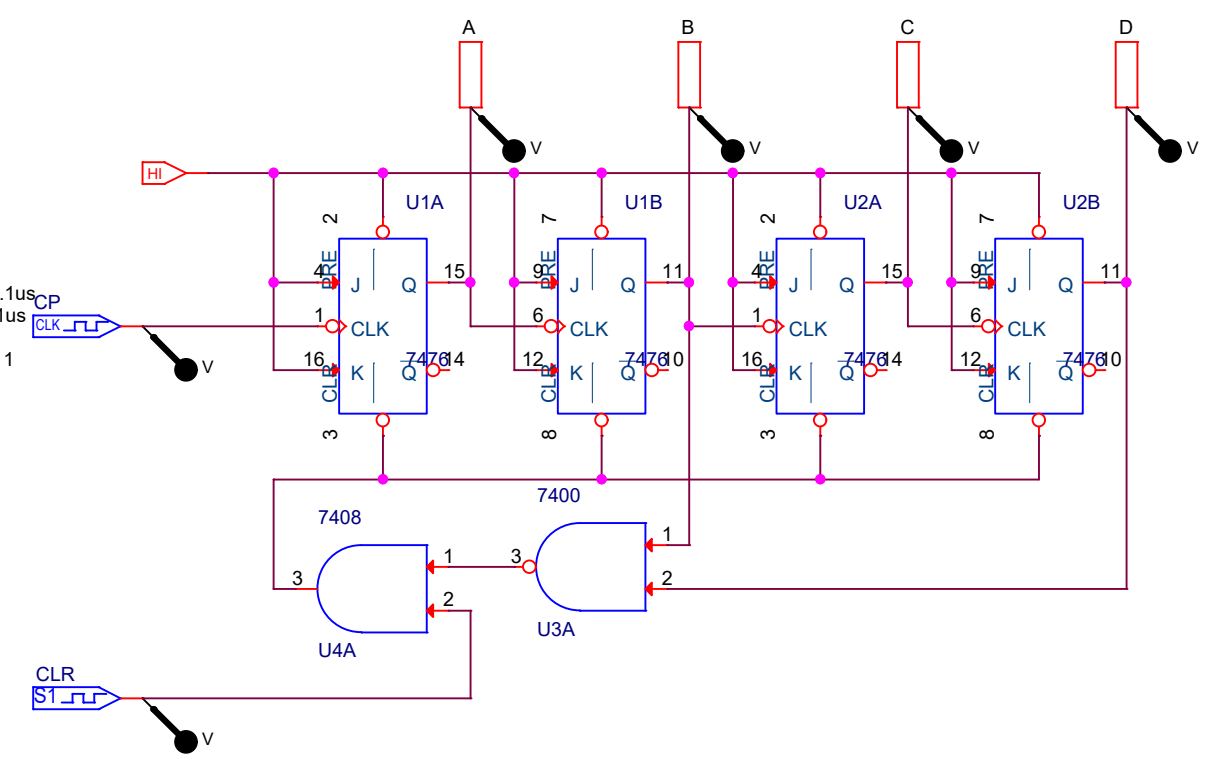 A B C D
V V V V
HI
U1A U1B U2A U2B
2 7 2 7
PRE PRE PRE PRE
4 J Q 15 9 J Q 11 4 J Q 15 9 J Q 11
.1us
CP
1us
CLK
1 CLK 6 CLK 1 CLK 6 CLK
1
V
16 K Q 7476 14 12 K Q 7476 10 16 K Q 7476 14 12 K Q 7476 10
CLR CLR CLR CLR
3 8 3 8
7400
7408
1
3
1
2
3
2
U3A
U4A
CLR
S1
V